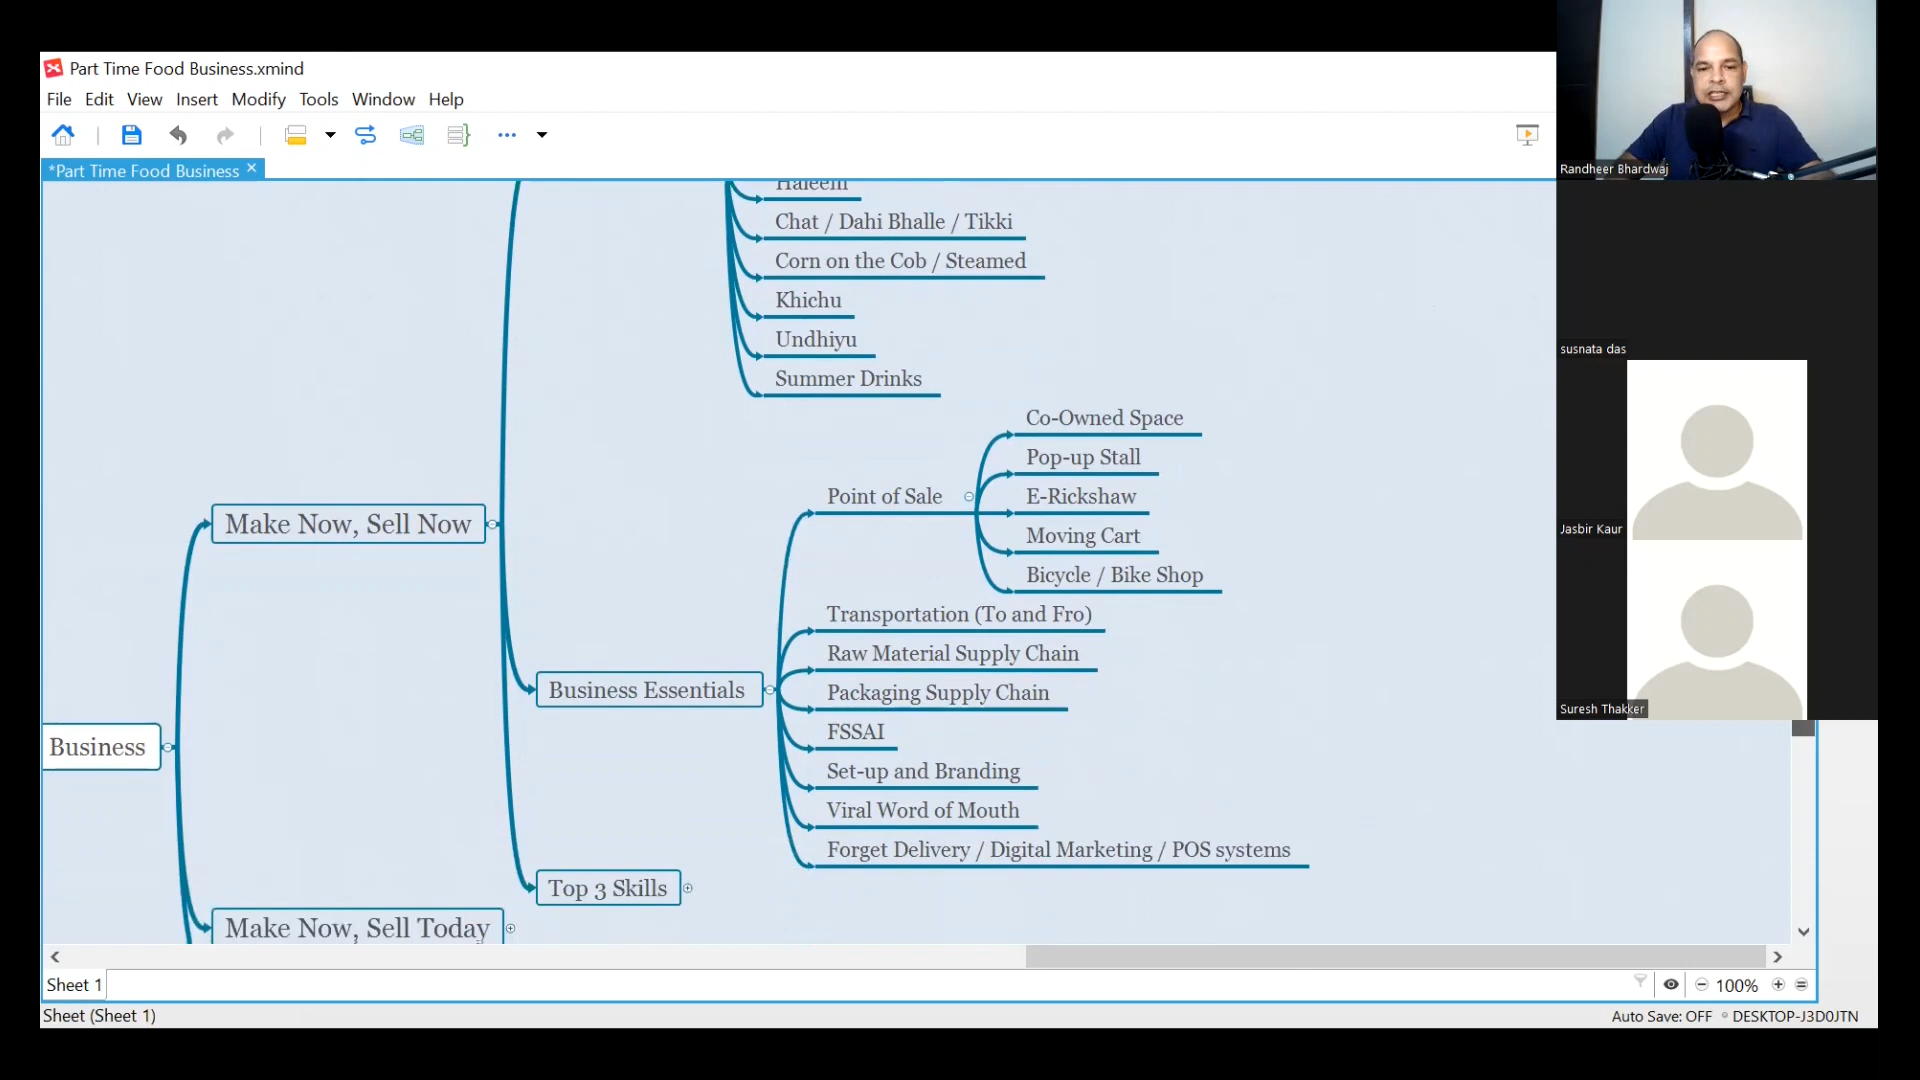 Part Time Food Business.xmind
File Edit View Insert Modify Tools Window Help
*Part Time Food Business
Haleem
Chat / Dahi Bhalle / Tikki
Corn on the Cob / Steamed
Khichu
Undhiyu
Summer Drinks
Co-Owned Space
Pop-up Stall
Point of Sale
E-Rickshaw
Moving Cart
Bicycle / Bike Shop
Make Now, Sell Now
Transportation (To and Fro)
Raw Material Supply Chain
Business Essentials
Packaging Supply Chain
FSSAI
Business
Set-up and Branding
Viral Word of Mouth
Forget Delivery / Digital Marketing / POS systems
Top 3 Skills
Make Now, Sell Today
Randheer Bhardwaj
susnata das
Jasbir Kaur
Suresh Thakker
Sheet 1
100%
Sheet (Sheet 1)
Auto Save: OFF
DESKTOP-J3D0JTN